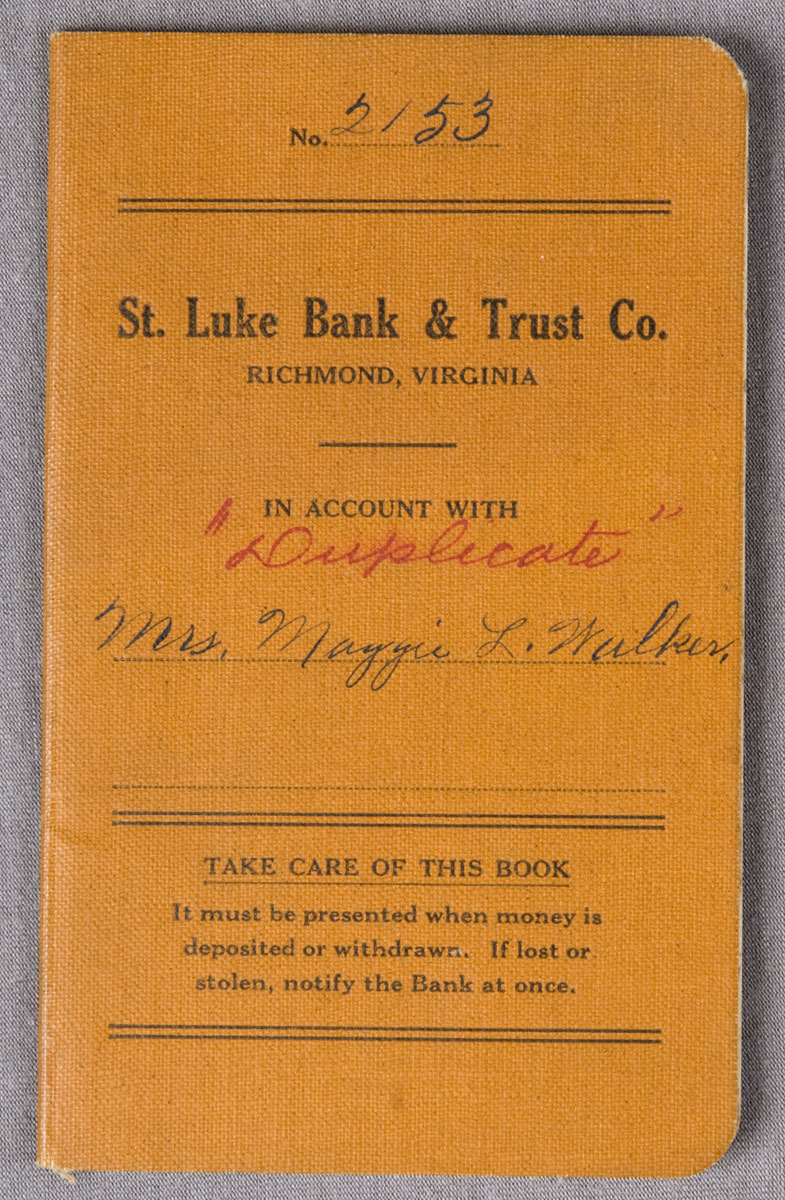 No. 2153
St. Luke Bank & Trust Co.
RICHMOND, VIRGINIA
IN ACCOUNT WITH
"Duplicate"
Mrs. Maggie L. Walker.
TAKE CARE OF THIS BOOK
It must be presented when money is
deposited or withdrawn. If lost or
stolen, notify the Bank at once.